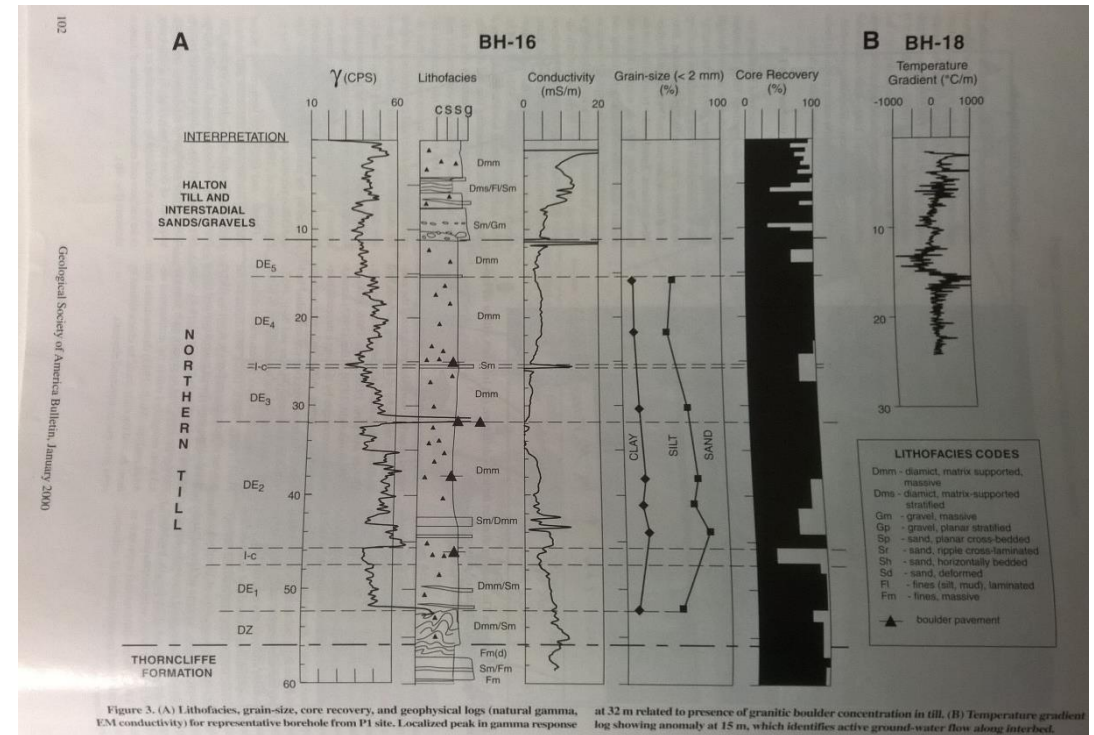 102
Geological Society of America Bulletin, January 2000
A
BH-16
B BH-18
γ (CPS)
10 60
Lithofacies
c s s g
Conductivity
(mS/m)
0 20
Grain-size (< 2 mm)
(%)
100
Core Recovery
(%)
0 100
Temperature
Gradient (°C/m)
-1000 0 1000
INTERPRETATION
HALTON
TILL AND
INTERSTADIAL
SANDS/GRAVELS
NORTHERN TILL
DE5
DE4
I-c
DE3
DE2
I-c
DE1
DZ
THORNCLIFFE
FORMATION
10
20
30
40
50
60
Dmm
Dms/Fl/Sm
Sm/Gm
Dmm
Dmm
Sm
Dmm
Dmm
Sm/Dmm
Dmm/Sm
Dmm/Sm
Fm(d)
Sm/Fm
Fm
CLAY
SILT
SAND
10
20
30
LITHOFACIES CODES
Dmm - diamict, matrix supported,
massive
Dms - diamict, matrix-supported
stratified
Gm - gravel, massive
Gp - gravel, planar stratified
Sp - sand, planar cross-bedded
Sr - sand, ripple cross-laminated
Sh - sand, horizontally bedded
Sd - sand, deformed
Fl - fines (silt, mud), laminated
Fm - fines, massive
boulder pavement
Figure 3. (A) Lithofacies, grain-size, core recovery, and geophysical logs (natural gamma,
EM conductivity) for representative borehole from P1 site. Localized peak in gamma response
at 32 m related to presence of granitic boulder concentration in till. (B) Temperature gradient
log showing anomaly at 15 m, which identifies active ground-water flow along interbed.